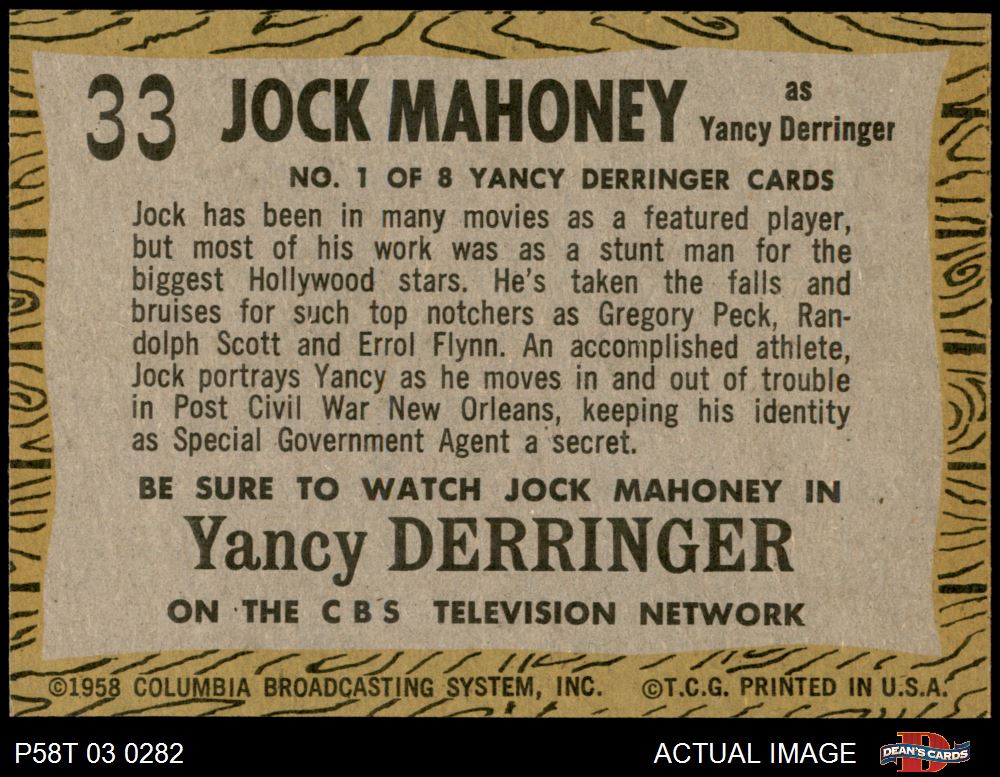 33 JOCK MAHONEY as Yancy Derringer
NO. 1 OF 8 YANCY DERRINGER CARDS
Jock has been in many movies as a featured player,
but most of his work was as a stunt man for the
biggest Hollywood stars. He's taken the falls and
bruises for such top notchers as Gregory Peck, Ran-
dolph Scott and Errol Flynn. An accomplished athlete,
Jock portrays Yancy as he moves in and out of trouble
in Post Civil War New Orleans, keeping his identity
as Special Government Agent a secret.
BE SURE TO WATCH JOCK MAHONEY IN
Yancy DERRINGER
ON THE CBS TELEVISION NETWORK
©1958 COLUMBIA BROADCASTING SYSTEM, INC. ©T.C.G. PRINTED IN U.S.A.
P58T 03 0282 ACTUAL IMAGE DEAN'S CARDS